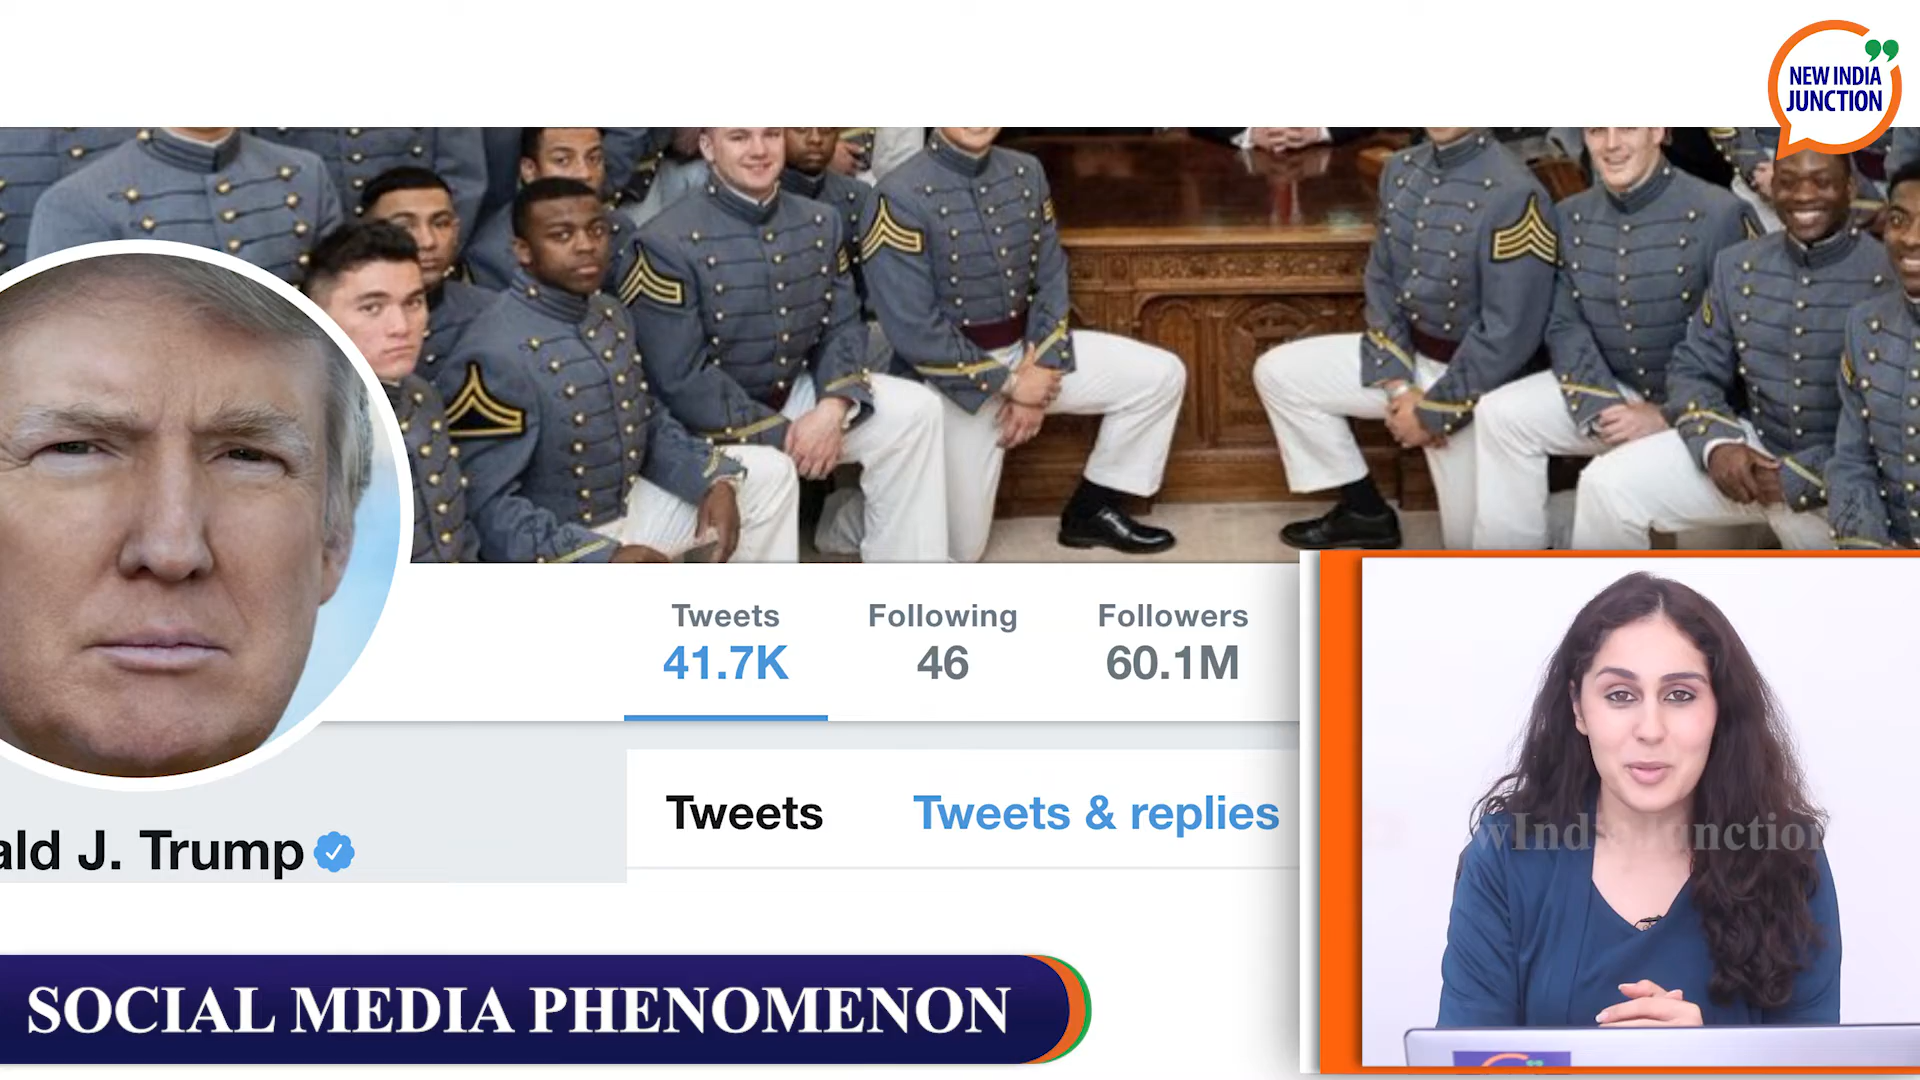 NEW INDIA
JUNCTION
Tweets
41.7K
Following
46
Followers
60.1M
ald J. Trump
Tweets
Tweets & replies
wIndiaJunction
SOCIAL MEDIA PHENOMENON